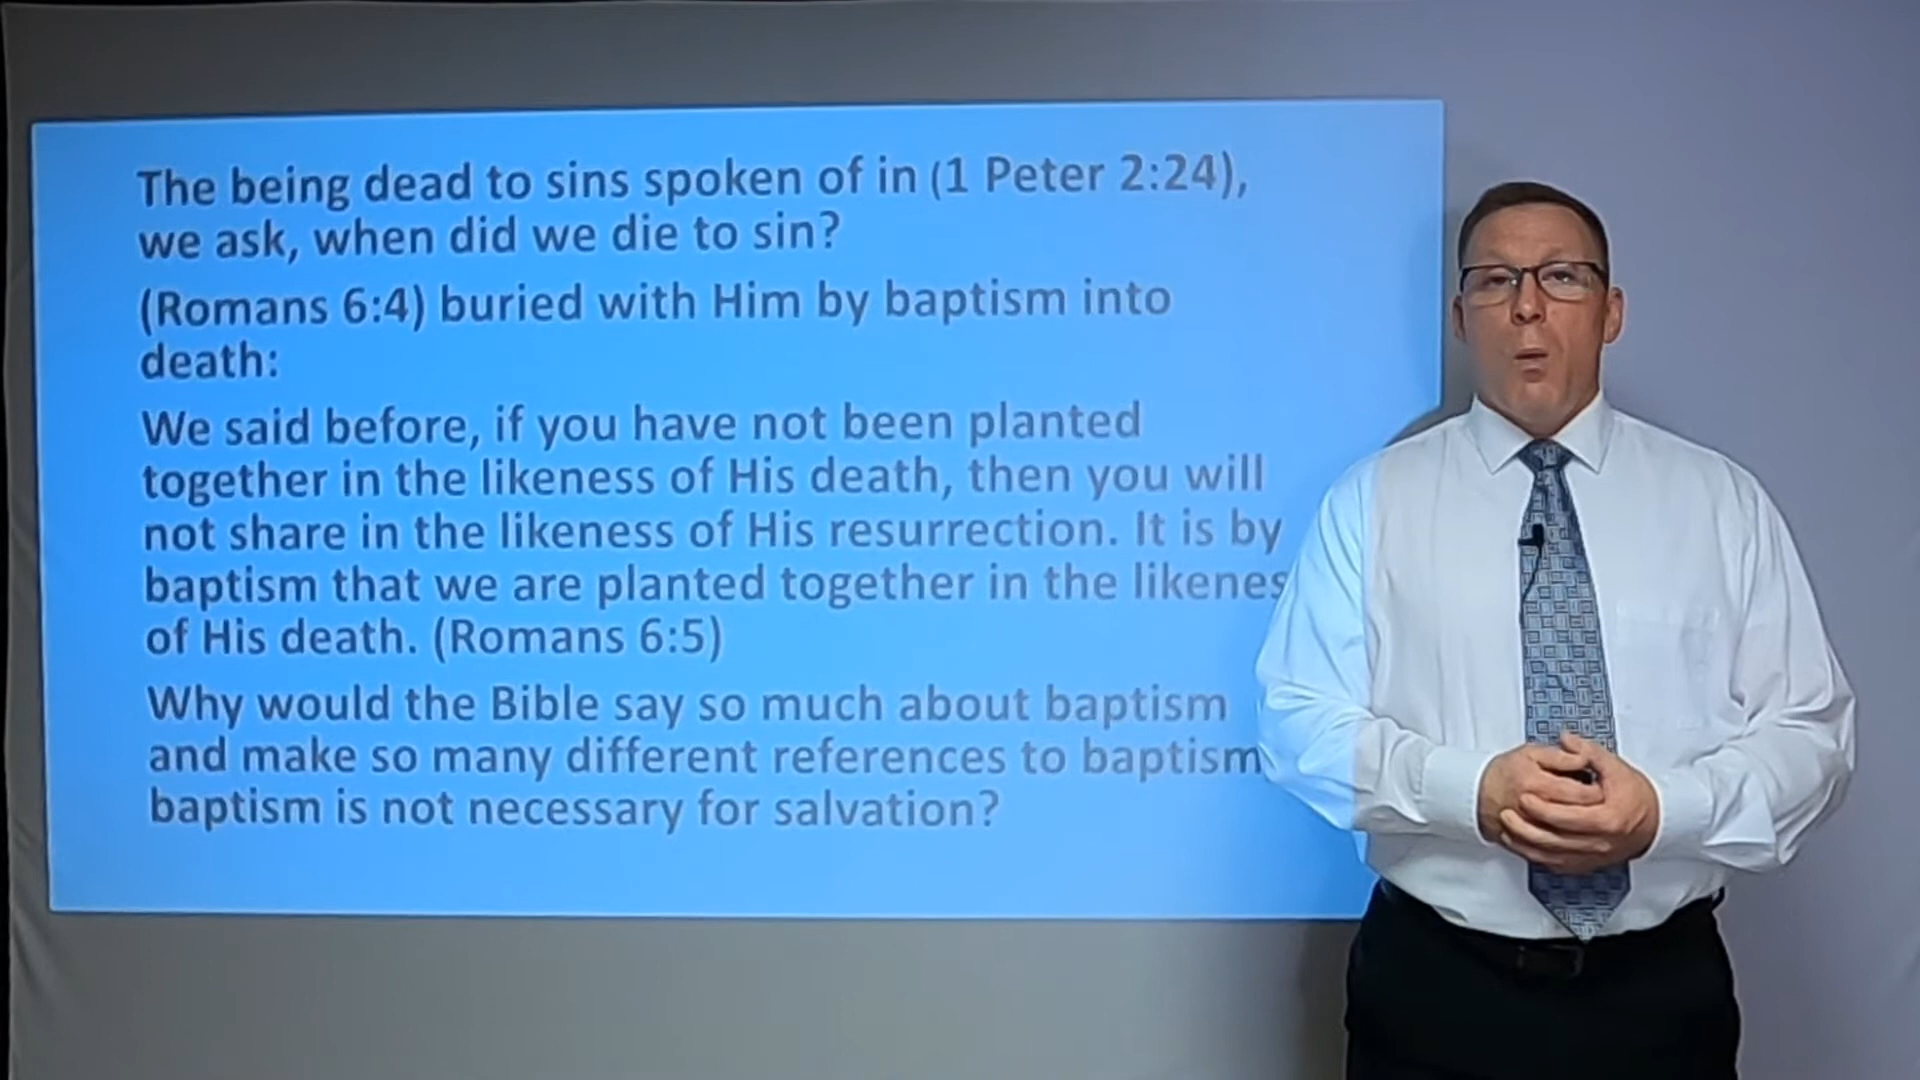 The being dead to sins spoken of in (1 Peter 2:24),
we ask, when did we die to sin?
(Romans 6:4) buried with Him by baptism into
death:
We said before, if you have not been planted
together in the likeness of His death, then you will
not share in the likeness of His resurrection. It is by
baptism that we are planted together in the likenes
of His death. (Romans 6:5)
Why would the Bible say so much about baptism
and make so many different references to baptism
baptism is not necessary for salvation?